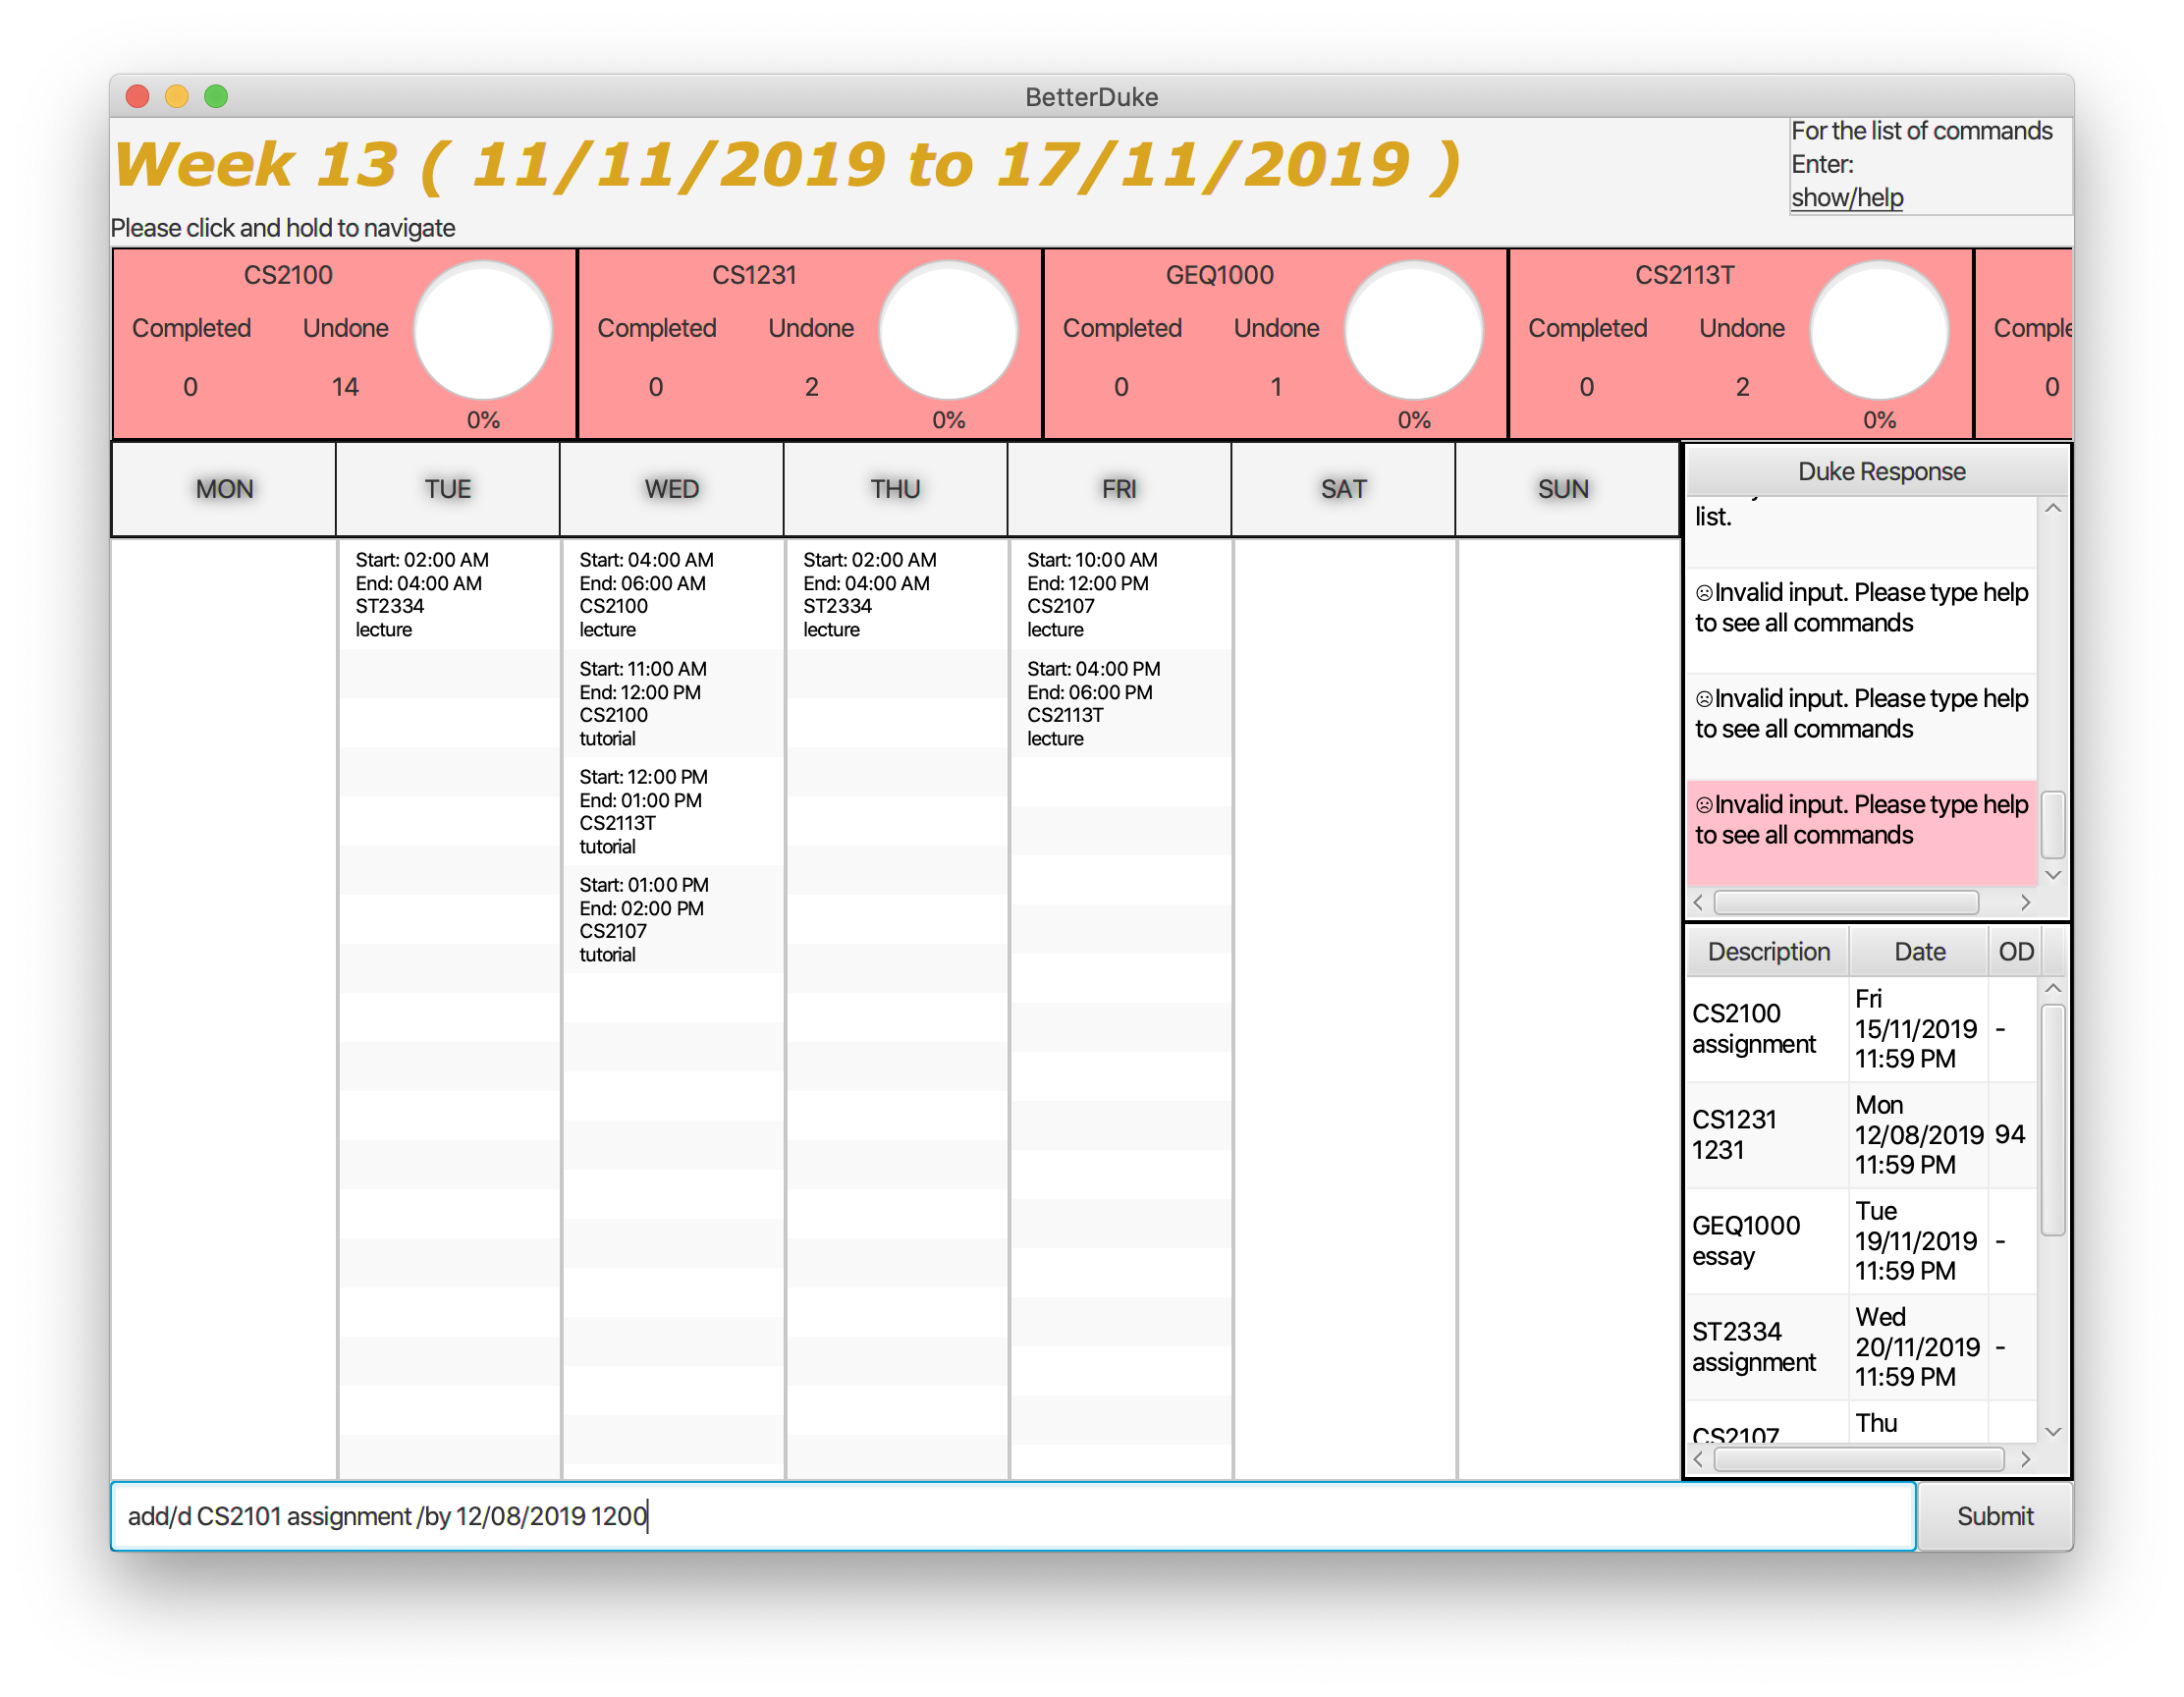 BetterDuke
Week 13 ( 11/11/2019 to 17/11/2019 )
For the list of commands
Enter:
show/help
Please click and hold to navigate
CS2100
Completed Undone
0 14
0%
CS1231
Completed Undone
0 2
0%
GEQ1000
Completed Undone
0 1
0%
CS2113T
Completed Undone
0 2
0%
0
MON TUE WED THU FRI SAT SUN
Start: 02:00 AM
End: 04:00 AM
ST2334
lecture
Start: 04:00 AM
End: 06:00 AM
CS2100
lecture
Start: 11:00 AM
End: 12:00 PM
CS2100
tutorial
Start: 12:00 PM
End: 01:00 PM
CS2113T
tutorial
Start: 01:00 PM
End: 02:00 PM
CS2107
tutorial
Start: 02:00 AM
End: 04:00 AM
ST2334
lecture
Start: 10:00 AM
End: 12:00 PM
CS2107
lecture
Start: 04:00 PM
End: 06:00 PM
CS2113T
lecture
Duke Response
list.
☹Invalid input. Please type help
to see all commands
☹Invalid input. Please type help
to see all commands
☹Invalid input. Please type help
to see all commands
Description Date OD
CS2100
assignment
Fri
15/11/2019
11:59 PM
-
CS1231
1231
Mon
12/08/2019
11:59 PM
94
GEQ1000
essay
Tue
19/11/2019
11:59 PM
-
ST2334
assignment
Wed
20/11/2019
11:59 PM
-
CS2107
Thu
add/d CS2101 assignment /by 12/08/2019 1200
Submit